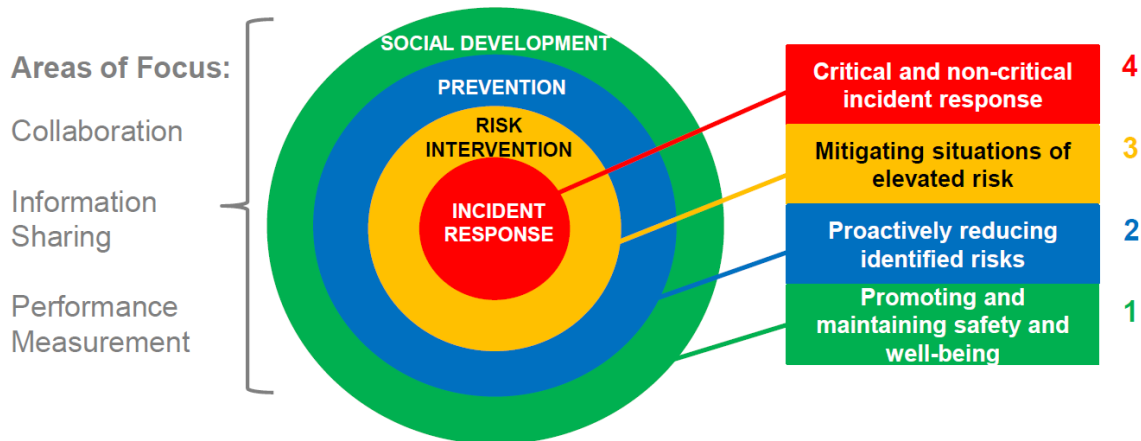 Areas of Focus:
Collaboration
Information
Sharing
Performance
Measurement
SOCIAL DEVELOPMENT
PREVENTION
RISK
INTERVENTION
INCIDENT
RESPONSE
Critical and non-critical
incident response
4
Mitigating situations of
elevated risk
3
Proactively reducing
identified risks
2
Promoting and
maintaining safety and
well-being
1